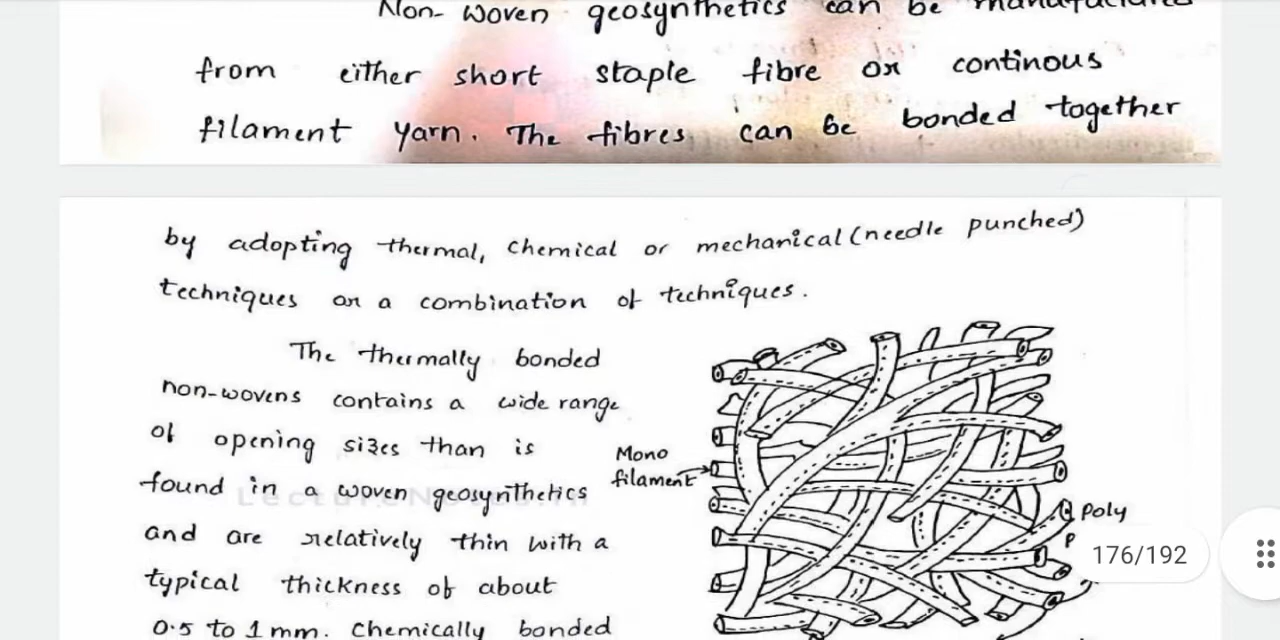 Non-woven geosynthetics can be manufactured
from either short staple fibre or continous
filament yarn. The fibres can be bonded together
by adopting thermal, chemical or mechanical (needle punched)
techniques or a combination of techniques.
The thermally bonded
non-wovens contains a wide range
of opening sizes than is
found in a woven geosynthetics
and are relatively thin with a
typical thickness of about
0.5 to 1 mm. Chemically bonded
Mono
filament
Poly
P
176/192